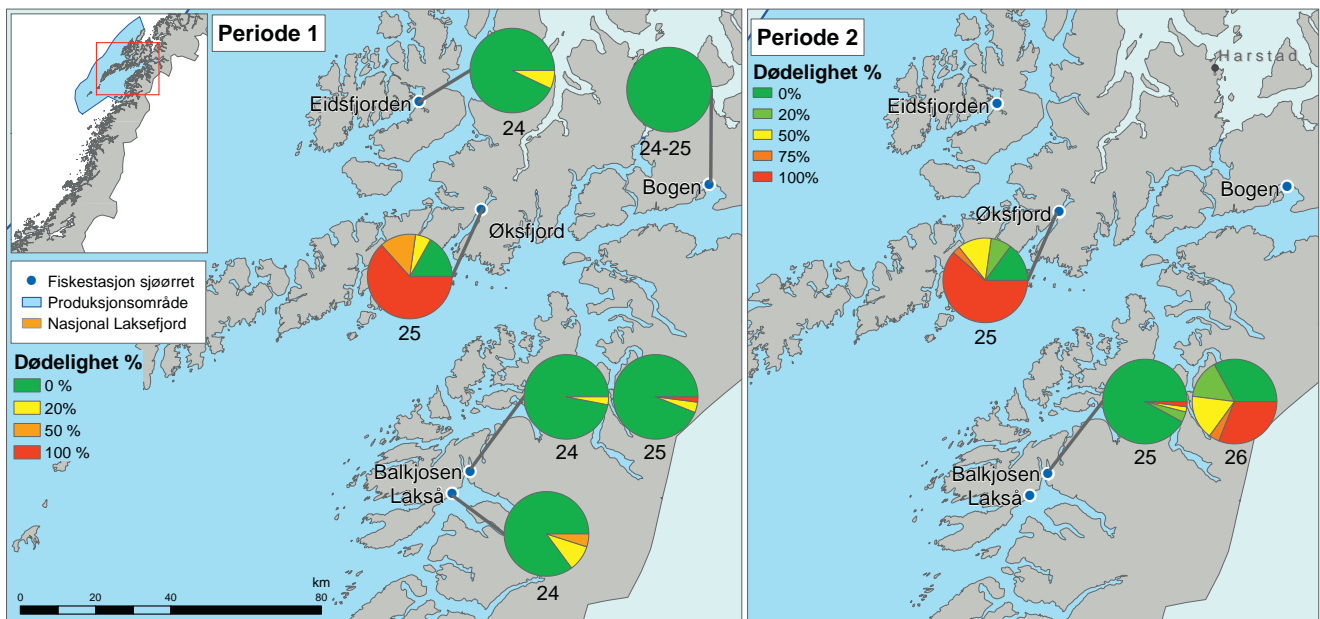 Periode 1
Eidsfjorden
24
24-25
Bogen
Øksfjord
25
Fiskestasjon sjøørret
Produksjonsområde
Nasjonal Laksefjord
Dødelighet %
0 %
20%
50 %
100 %
24
25
Balkjosen
Lakså
24
km
0
20
40
80
Periode 2
Dødelighet %
0%
20%
50%
75%
100%
Harstad
Eidsfjorden
Bogen
Øksfjord
25
25
26
Balkjosen
Lakså